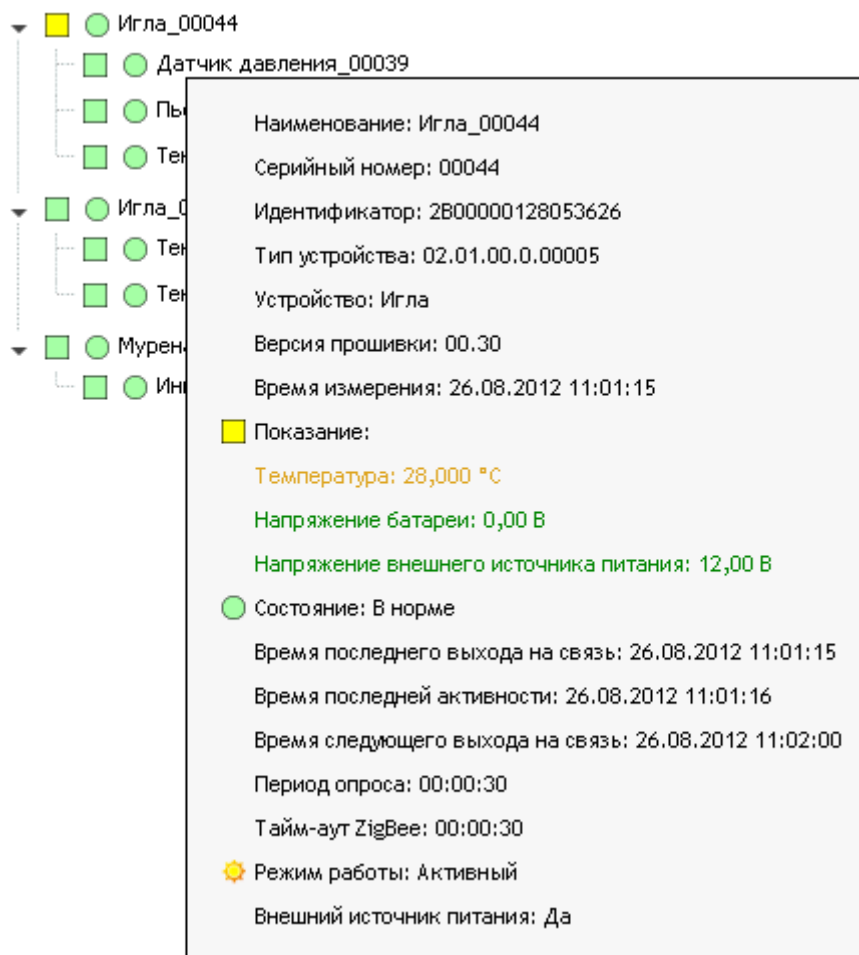 Игла_00044
Датчик давления_00039
Наименование: Игла_00044
Серийный номер: 00044
Идентификатор: 2B00000128053626
Тип устройства: 02.01.00.0.00005
Устройство: Игла
Версия прошивки: 00.30
Время измерения: 26.08.2012 11:01:15
Показание:
Температура: 28,000 °C
Напряжение батареи: 0,00 В
Напряжение внешнего источника питания: 12,00 В
Состояние: В норме
Время последнего выхода на связь: 26.08.2012 11:01:15
Время последней активности: 26.08.2012 11:01:16
Время следующего выхода на связь: 26.08.2012 11:02:00
Период опроса: 00:00:30
Тайм-аут ZigBee: 00:00:30
Режим работы: Активный
Внешний источник питания: Да